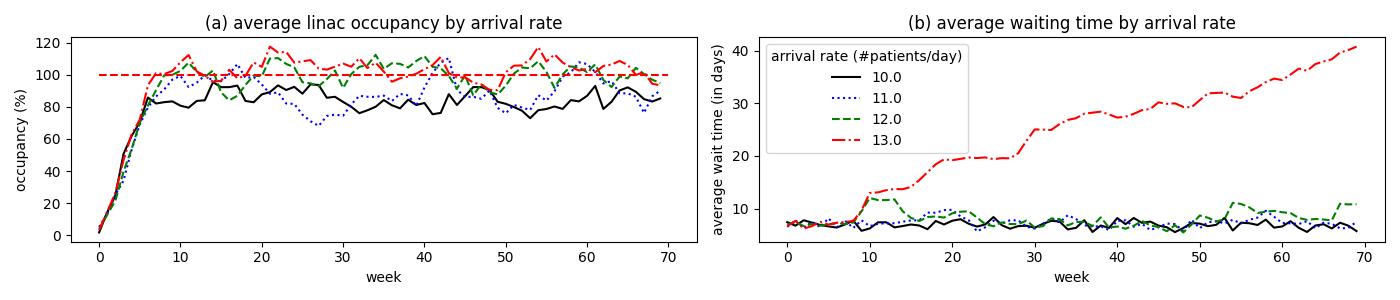 (a) average linac occupancy by arrival rate
occupancy (%)
120
100
80
60
40
20
0
0 10 20 30 40 50 60 70
week
(b) average waiting time by arrival rate
average wait time (in days)
40
30
20
10
arrival rate (#patients/day)
10.0
11.0
12.0
13.0
0 10 20 30 40 50 60 70
week